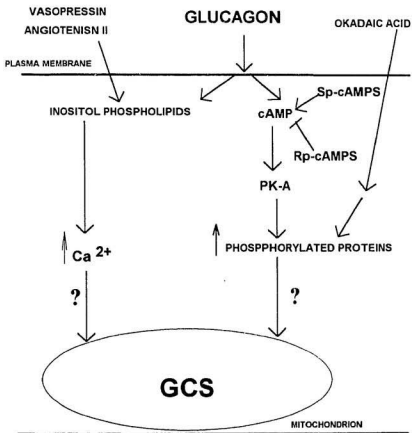 VASOPRESSIN
ANGIOTENISN II
GLUCAGON
OKADAIC ACID
PLASMA MEMBRANE
INOSITOL PHOSPHOLIPIDS
cAMP
Sp-cAMPS
Rp-cAMPS
PK-A
Ca 2+
PHOSPPHORYLATED PROTEINS
?
?
GCS
MITOCHONDRION